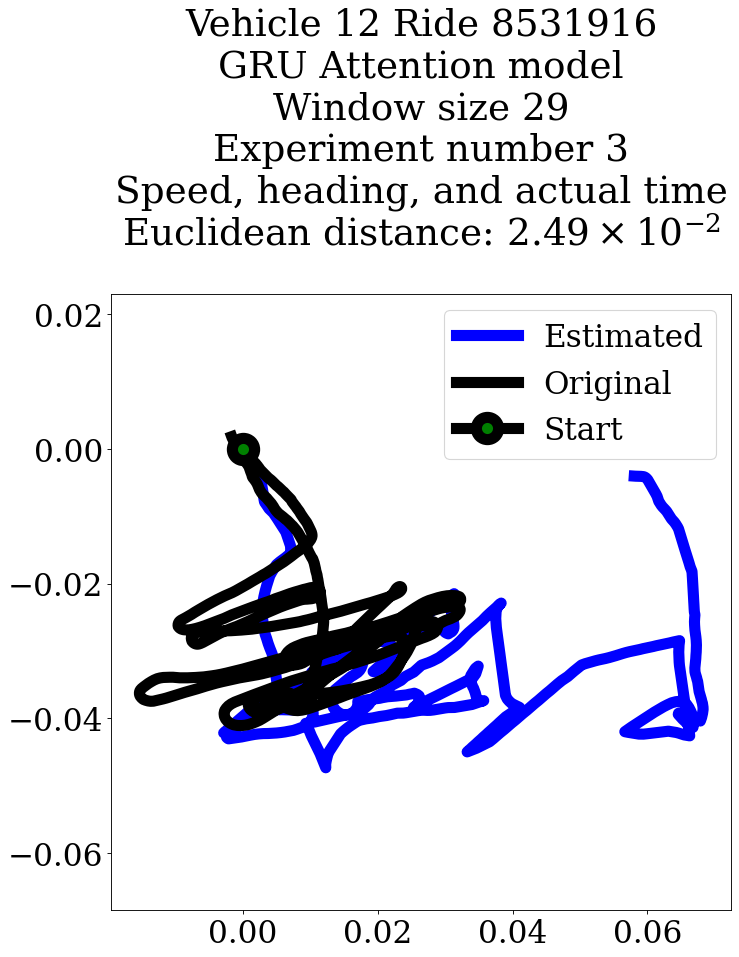 Vehicle 12 Ride 8531916
GRU Attention model
Window size 29
Experiment number 3
Speed, heading, and actual time
Euclidean distance: 2.49 × 10⁻²
Estimated
Original
Start
0.02
0.00
−0.02
−0.04
−0.06
0.00 0.02 0.04 0.06